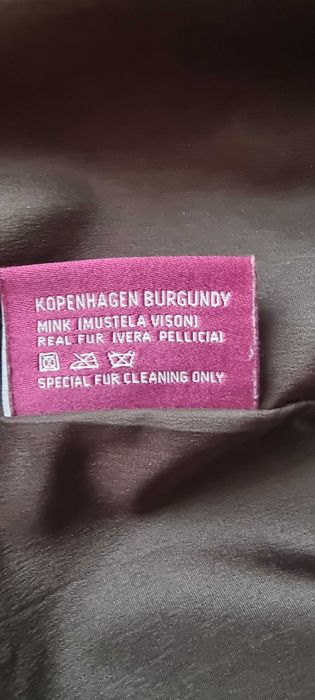 KOPENHAGEN BURGUNDY
MINK [MUSTELA VISON]
REAL FUR [VERA PELLICIA]
SPECIAL FUR CLEANING ONLY